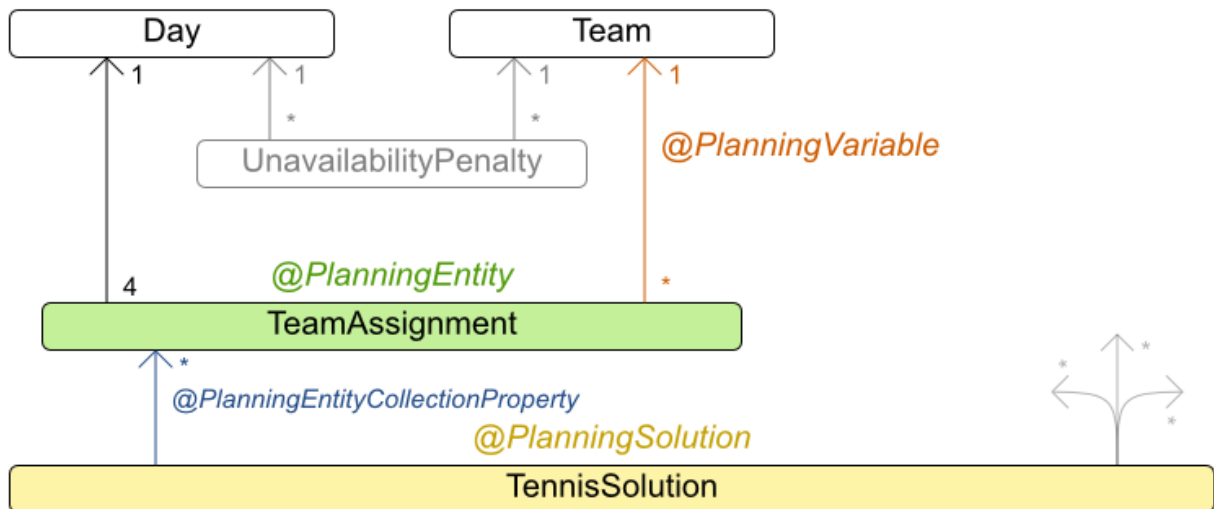 Day
Team
1
1
1
1
*
*
@PlanningVariable
UnavailabilityPenalty
@PlanningEntity
4
*
TeamAssignment
*
*
*
@PlanningEntityCollectionProperty
*
@PlanningSolution
TennisSolution